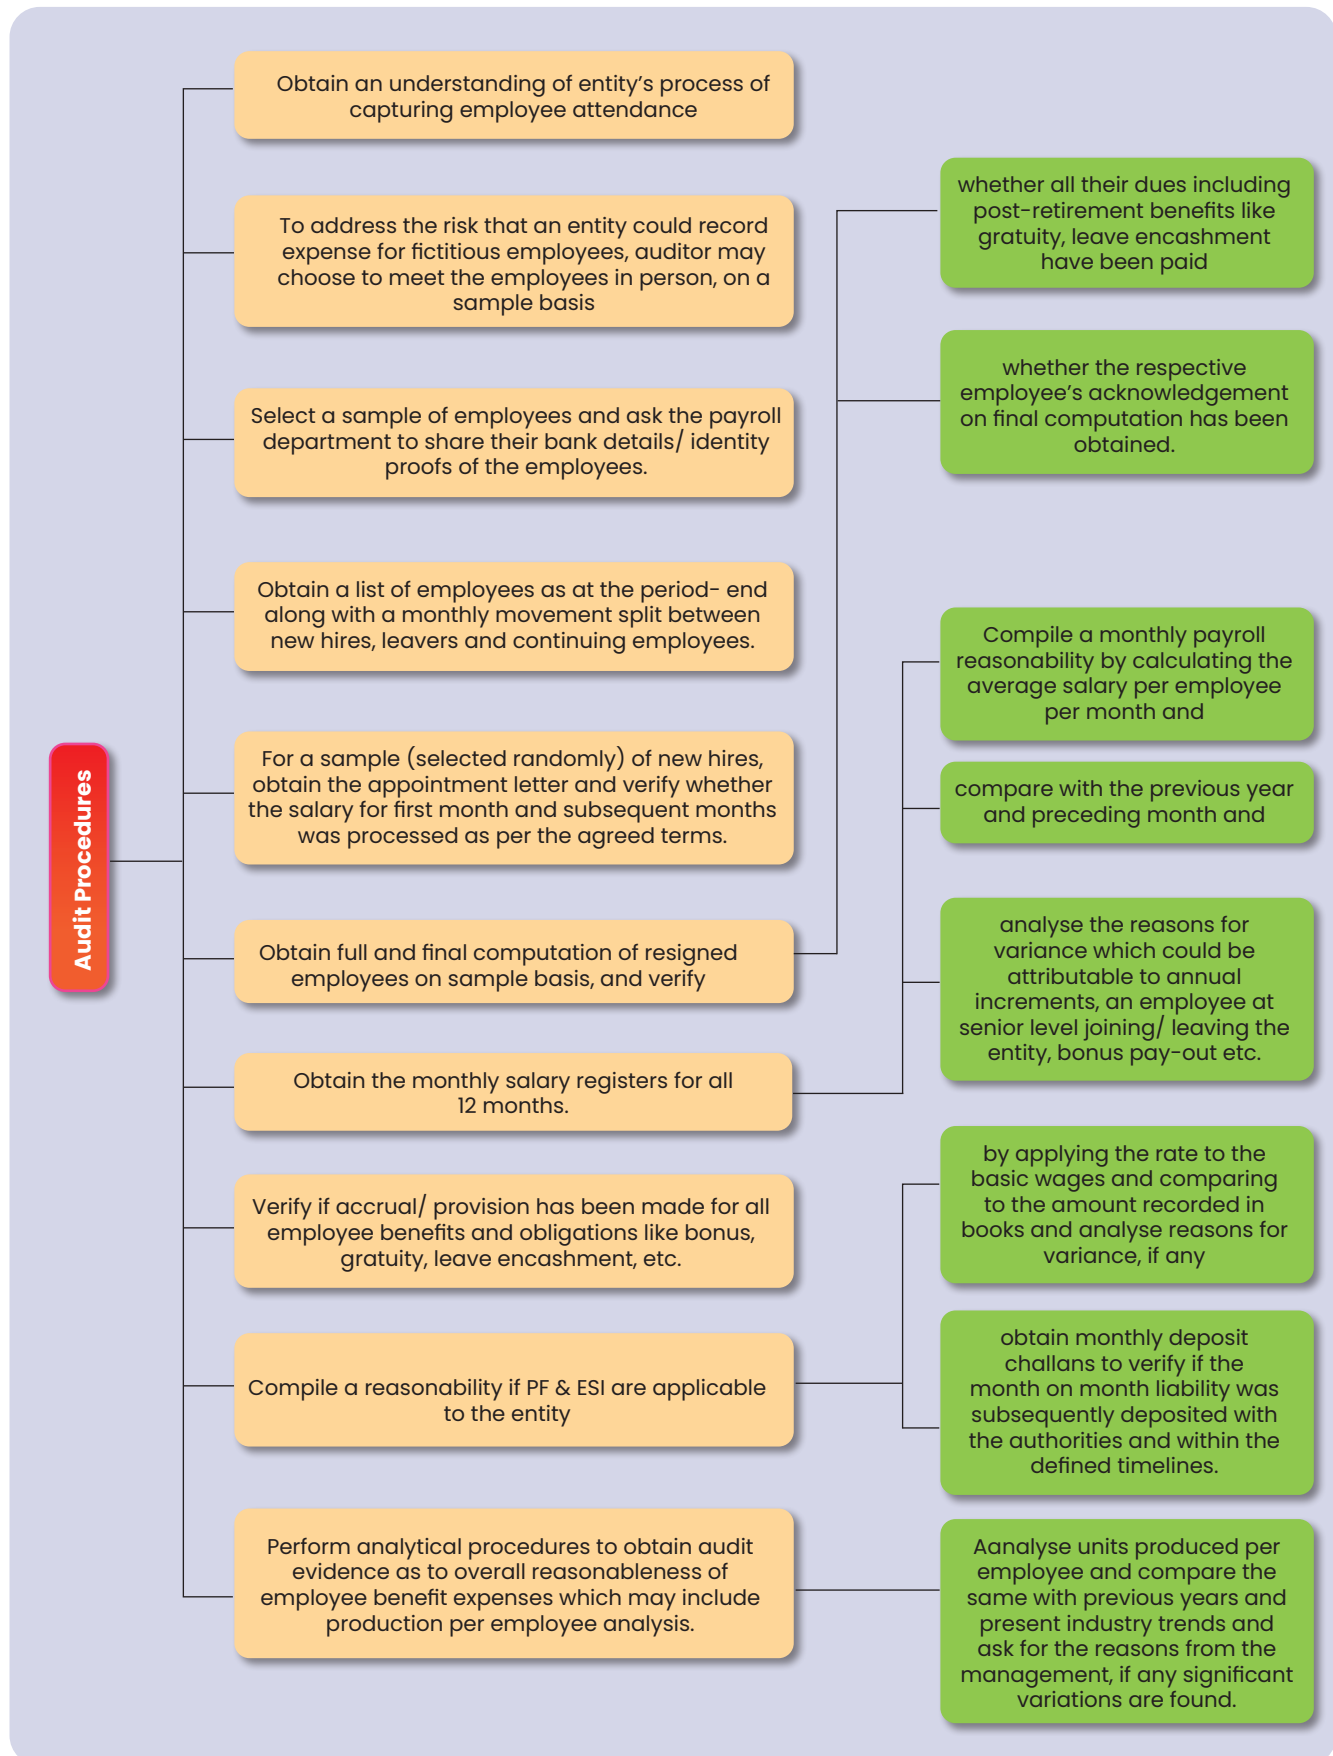 Audit Procedures
Obtain an understanding of entity's process of
capturing employee attendance
To address the risk that an entity could record
expense for fictitious employees, auditor may
choose to meet the employees in person, on a
sample basis
Select a sample of employees and ask the payroll
department to share their bank details/ identity
proofs of the employees.
Obtain a list of employees as at the period- end
along with a monthly movement split between
new hires, leavers and continuing employees.
For a sample (selected randomly) of new hires,
obtain the appointment letter and verify whether
the salary for first month and subsequent months
was processed as per the agreed terms.
Obtain full and final computation of resigned
employees on sample basis, and verify
whether all their dues including
post-retirement benefits like
gratuity, leave encashment
have been paid
whether the respective
employee's acknowledgement
on final computation has been
obtained.
Obtain the monthly salary registers for all
12 months.
Compile a monthly payroll
reasonability by calculating the
average salary per employee
per month and
compare with the previous year
and preceding month and
analyse the reasons for
variance which could be
attributable to annual
increments, an employee at
senior level joining/ leaving the
entity, bonus pay-out etc.
Verify if accrual/ provision has been made for all
employee benefits and obligations like bonus,
gratuity, leave encashment, etc.
Compile a reasonability if PF & ESI are applicable
to the entity
by applying the rate to the
basic wages and comparing
to the amount recorded in
books and analyse reasons for
variance, if any
obtain monthly deposit
challans to verify if the
month on month liability was
subsequently deposited with
the authorities and within the
defined timelines.
Perform analytical procedures to obtain audit
evidence as to overall reasonableness of
employee benefit expenses which may include
production per employee analysis.
Aanalyse units produced per
employee and compare the
same with previous years and
present industry trends and
ask for the reasons from the
management, if any significant
variations are found.